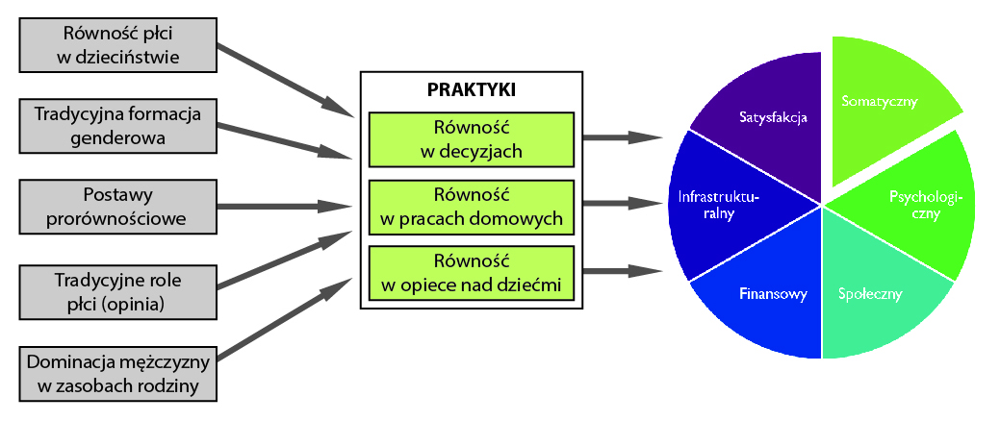 Równość płci
w dzieciństwie
Tradycyjna formacja
genderowa
Postawy
prorównościowe
Tradycyjne role
płci (opinia)
Dominacja mężczyzny
w zasobach rodziny
PRAKTYKI
Równość
w decyzjach
Równość
w pracach domowych
Równość
w opiece nad dziećmi
Satysfakcja
Somatyczny
Infrastruktu-
ralny
Psychologi-
czny
Finansowy
Społeczny